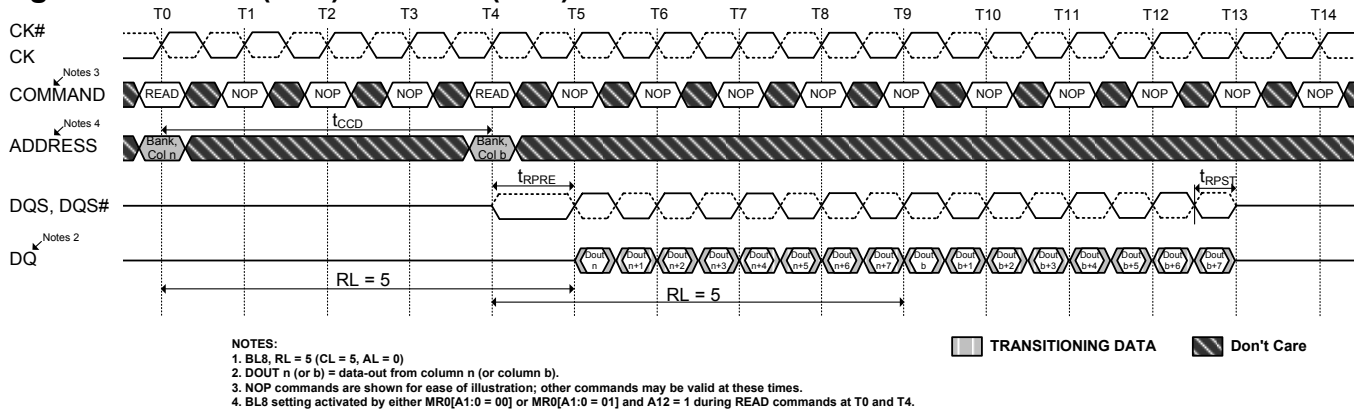 T0 T1 T2 T3 T4 T5 T6 T7 T8 T9 T10 T11 T12 T13 T14
CK#
CK
Notes 3
COMMAND READ NOP NOP NOP READ NOP NOP NOP NOP NOP NOP NOP NOP NOP NOP
Notes 4
tCCD
ADDRESS Bank, Col n Bank, Col b
tRPRE tRPST
DQS, DQS#
Notes 2
DQ Dout n Dout n+1 Dout n+2 Dout n+3 Dout n+4 Dout n+5 Dout n+6 Dout n+7 Dout b Dout b+1 Dout b+2 Dout b+3 Dout b+4 Dout b+5 Dout b+6 Dout b+7
RL = 5 RL = 5
NOTES:
1. BL8, RL = 5 (CL = 5, AL = 0)
2. DOUT n (or b) = data-out from column n (or column b).
3. NOP commands are shown for ease of illustration; other commands may be valid at these times.
4. BL8 setting activated by either MR0[A1:0 = 00] or MR0[A1:0 = 01] and A12 = 1 during READ commands at T0 and T4.
TRANSITIONING DATA Don't Care